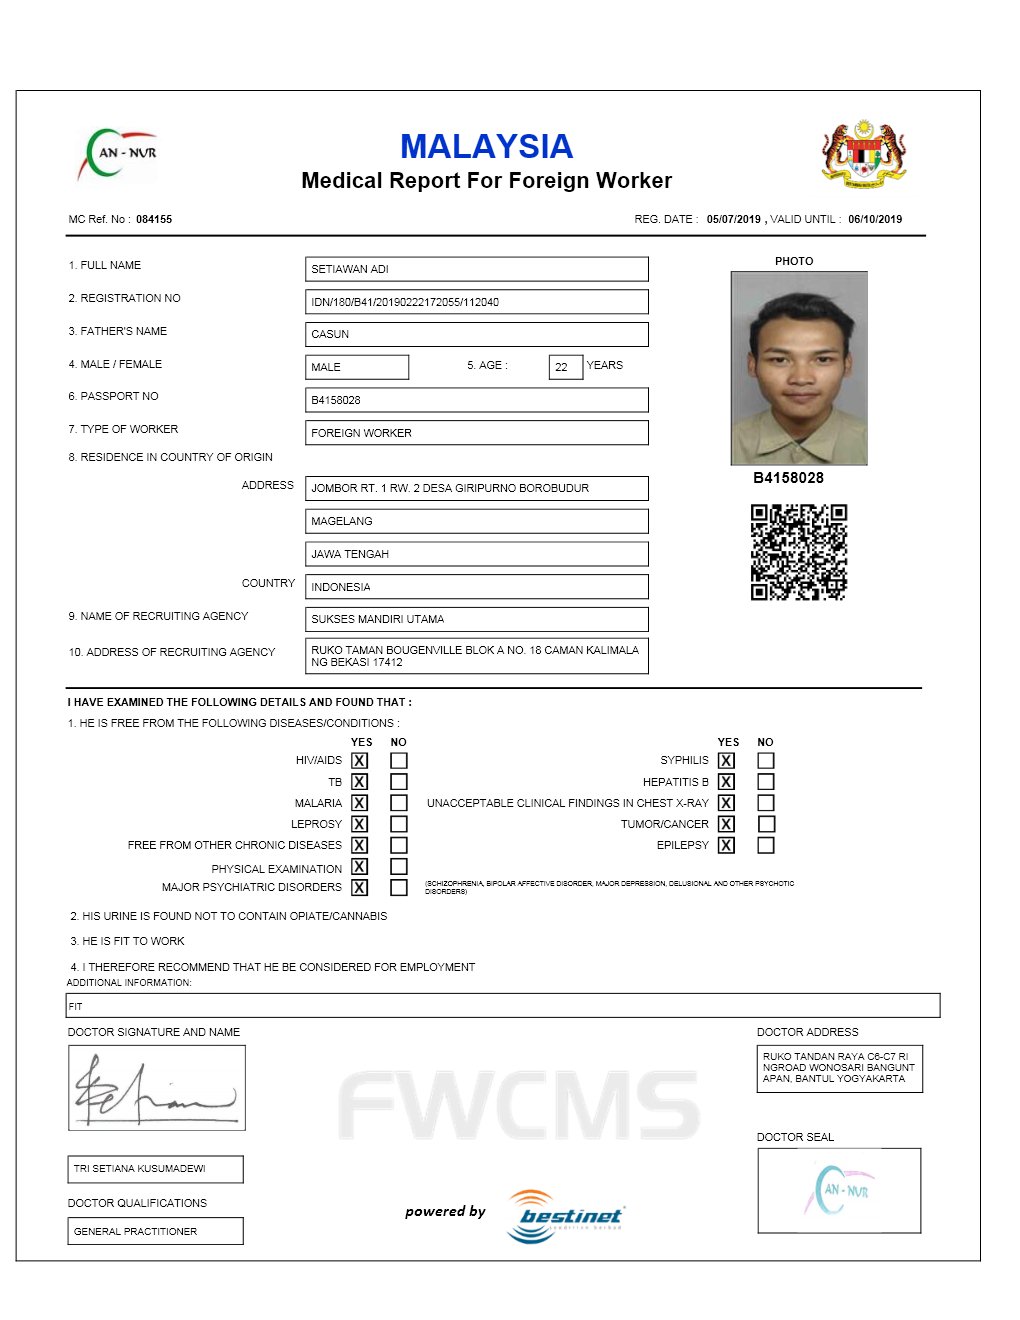 AN - NUR
MALAYSIA
Medical Report For Foreign Worker
MC Ref. No : 084155
REG. DATE : 05/07/2019 , VALID UNTIL : 06/10/2019
1. FULL NAME
SETIAWAN ADI
PHOTO
2. REGISTRATION NO
IDN/180/B41/20190222172055/112040
3. FATHER'S NAME
CASUN
4. MALE / FEMALE
MALE
5. AGE :
22
YEARS
6. PASSPORT NO
B4158028
7. TYPE OF WORKER
FOREIGN WORKER
8. RESIDENCE IN COUNTRY OF ORIGIN
B4158028
ADDRESS
JOMBOR RT. 1 RW. 2 DESA GIRIPURNO BOROBUDUR
MAGELANG
JAWA TENGAH
COUNTRY
INDONESIA
9. NAME OF RECRUITING AGENCY
SUKSES MANDIRI UTAMA
10. ADDRESS OF RECRUITING AGENCY
RUKO TAMAN BOUGENVILLE BLOK A NO. 18 CAMAN KALIMALA
NG BEKASI 17412
I HAVE EXAMINED THE FOLLOWING DETAILS AND FOUND THAT :
1. HE IS FREE FROM THE FOLLOWING DISEASES/CONDITIONS :
YES NO YES NO
HIV/AIDS X SYPHILIS X
TB X HEPATITIS B X
MALARIA X UNACCEPTABLE CLINICAL FINDINGS IN CHEST X-RAY X
LEPROSY X TUMOR/CANCER X
FREE FROM OTHER CHRONIC DISEASES X EPILEPSY X
PHYSICAL EXAMINATION X
MAJOR PSYCHIATRIC DISORDERS X
(SCHIZOPHRENIA, BIPOLAR AFFECTIVE DISORDER, MAJOR DEPRESSION, DELUSIONAL AND OTHER PSYCHOTIC
DISORDERS)
2. HIS URINE IS FOUND NOT TO CONTAIN OPIATE/CANNABIS
3. HE IS FIT TO WORK
4. I THEREFORE RECOMMEND THAT HE BE CONSIDERED FOR EMPLOYMENT
ADDITIONAL INFORMATION:
FIT
DOCTOR SIGNATURE AND NAME
DOCTOR ADDRESS
RUKO TANDAN RAYA C6-C7 RI
NGROAD WONOSARI BANGUNT
APAN, BANTUL YOGYAKARTA
FWCMS
DOCTOR SEAL
TRI SETIANA KUSUMADEWI
AN - NUR
DOCTOR QUALIFICATIONS
GENERAL PRACTITIONER
powered by
bestinet